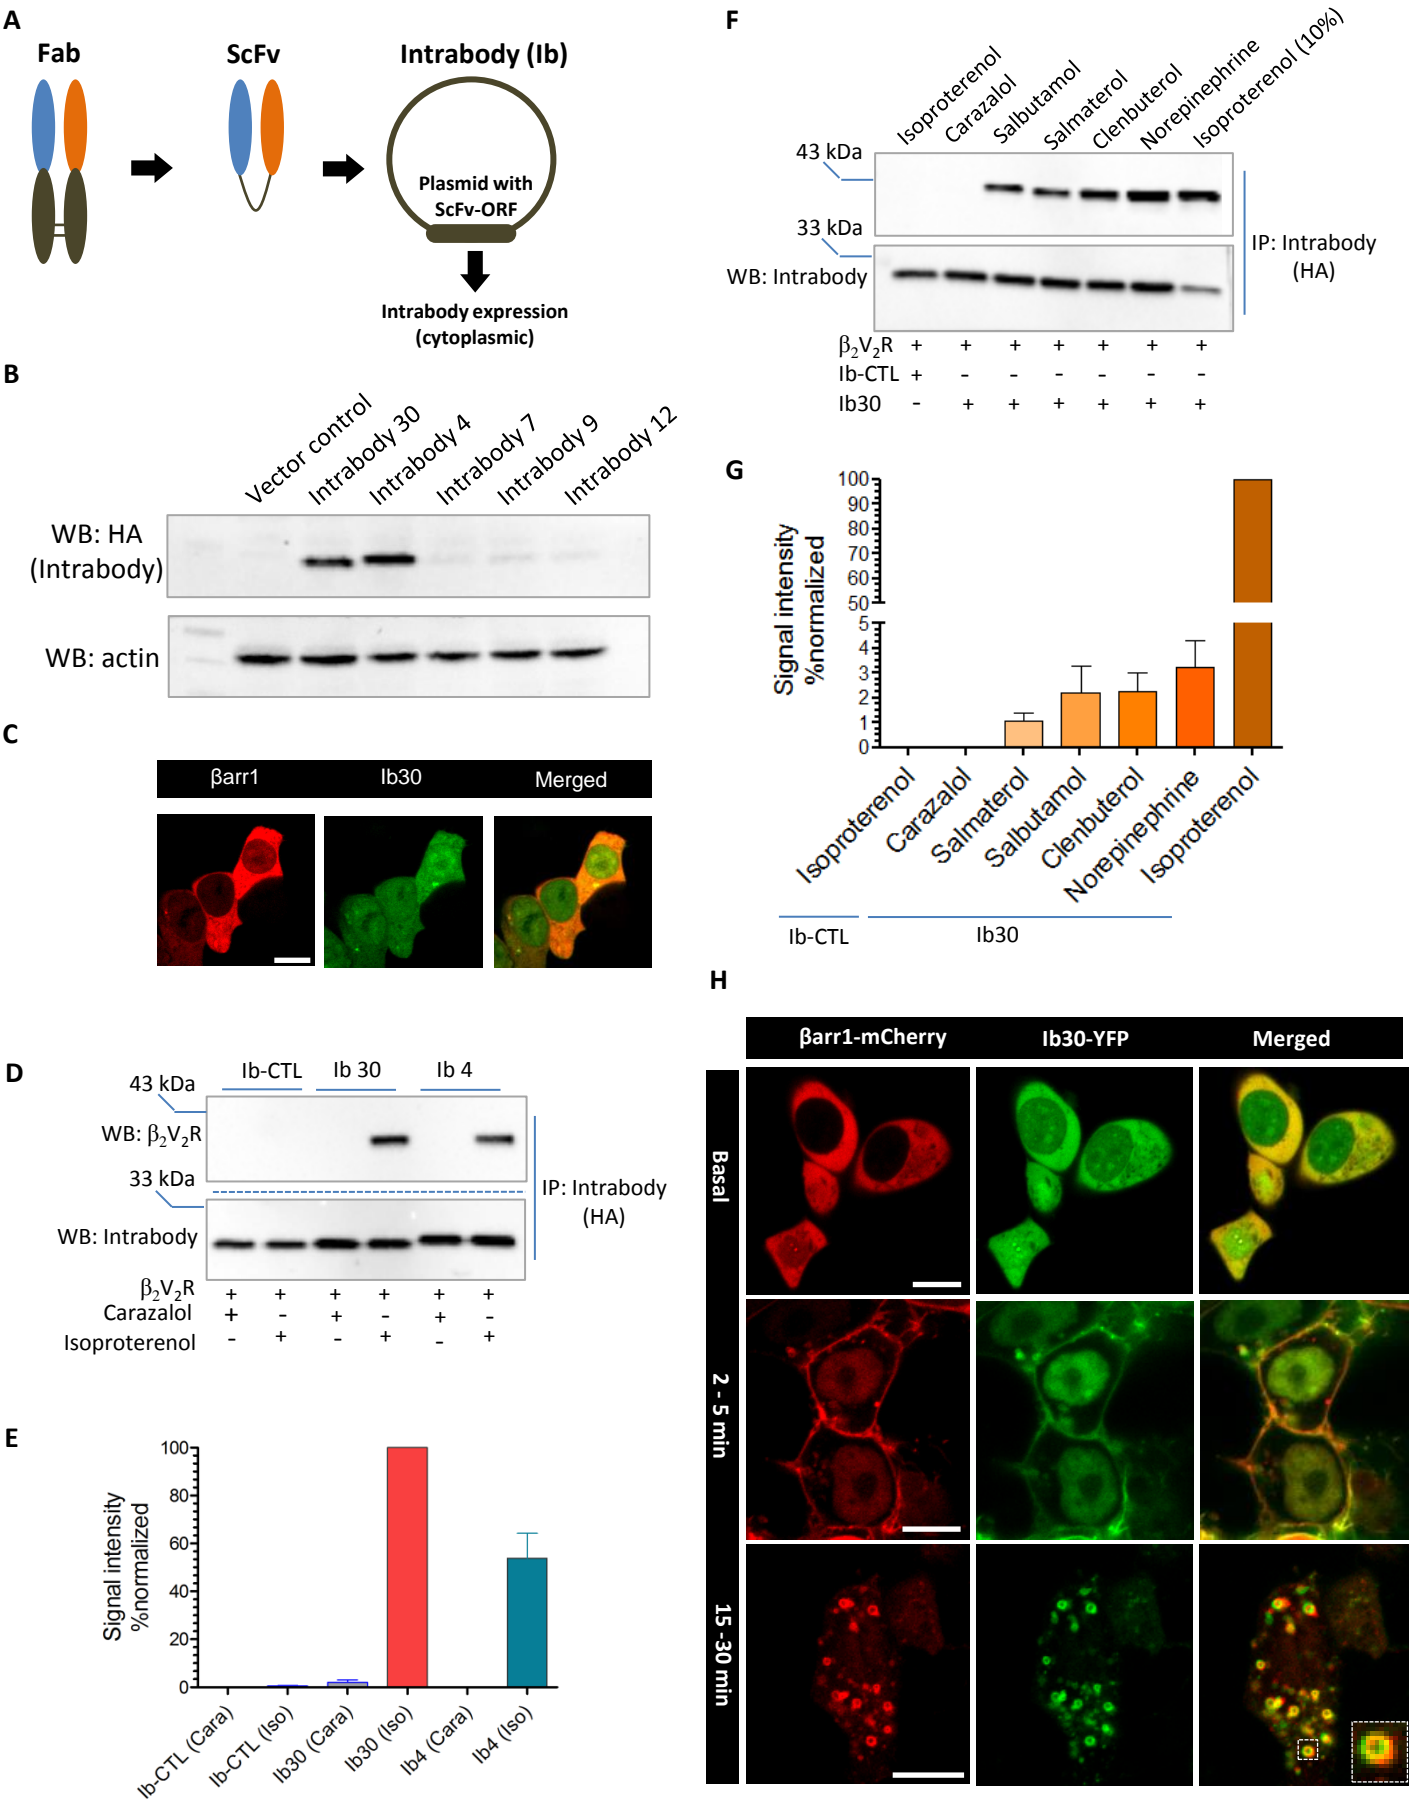 A
Fab
ScFv
Intrabody (Ib)
Plasmid with
ScFv-ORF
Intrabody expression
(cytoplasmic)
B
Vector control
Intrabody 30
Intrabody 4
Intrabody 7
Intrabody 9
Intrabody 12
WB: HA
(Intrabody)
WB: actin
C
βarr1
Ib30
Merged
D
Ib-CTL
Ib 30
Ib 4
43 kDa
WB: β₂V₂R
33 kDa
WB: Intrabody
IP: Intrabody
(HA)
β₂V₂R + + + + + +
Carazalol + - + - + -
Isoproterenol - + - + - +
E
Signal intensity
%normalized
100
80
60
40
20
0
Ib-CTL (Cara)
Ib-CTL (Iso)
Ib30 (Cara)
Ib30 (Iso)
Ib4 (Cara)
Ib4 (Iso)
F
Isoproterenol
Carazalol
Salbutamol
Salmaterol
Clenbuterol
Norepinephrine
Isoproterenol (10%)
43 kDa
33 kDa
WB: Intrabody
IP: Intrabody
(HA)
β₂V₂R + + + + + + +
Ib-CTL + - - - - - -
Ib30 - + + + + + +
G
Signal intensity
%normalized
100
90
80
70
60
50
5
4
3
2
1
0
Isoproterenol
Carazalol
Salmaterol
Salbutamol
Clenbuterol
Norepinephrine
Isoproterenol
Ib-CTL
Ib30
H
βarr1-mCherry
Ib30-YFP
Merged
Basal
2 - 5 min
15 -30 min